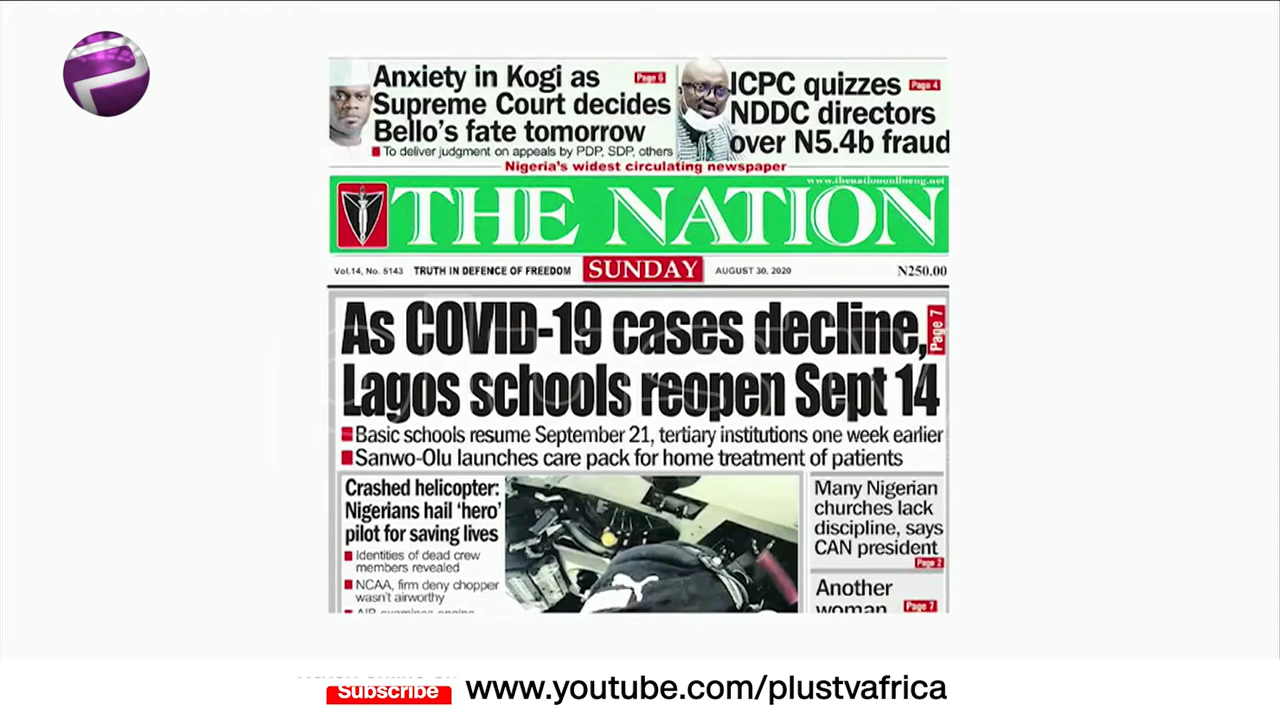 Anxiety in Kogi as
Page 6
Supreme Court decides
Bello's fate tomorrow
To deliver judgment on appeals by PDP, SDP, others
ICPC quizzes
Page 4
NDDC directors
over N5.4b fraud
Nigeria's widest circulating newspaper
www.thenationonlineng.net
THE NATION
Vol.14, No. 5143 TRUTH IN DEFENCE OF FREEDOM SUNDAY AUGUST 30, 2020 N250.00
As COVID-19 cases decline,
Page 7
Lagos schools reopen Sept 14
Basic schools resume September 21, tertiary institutions one week earlier
Sanwo-Olu launches care pack for home treatment of patients
Crashed helicopter:
Nigerians hail 'hero'
pilot for saving lives
Identities of dead crew
members revealed
NCAA, firm deny chopper
wasn't airworthy
Many Nigerian
churches lack
discipline, says
CAN president
Page 2
Another
woman
Page 7
Subscribe
www.youtube.com/plustvafrica